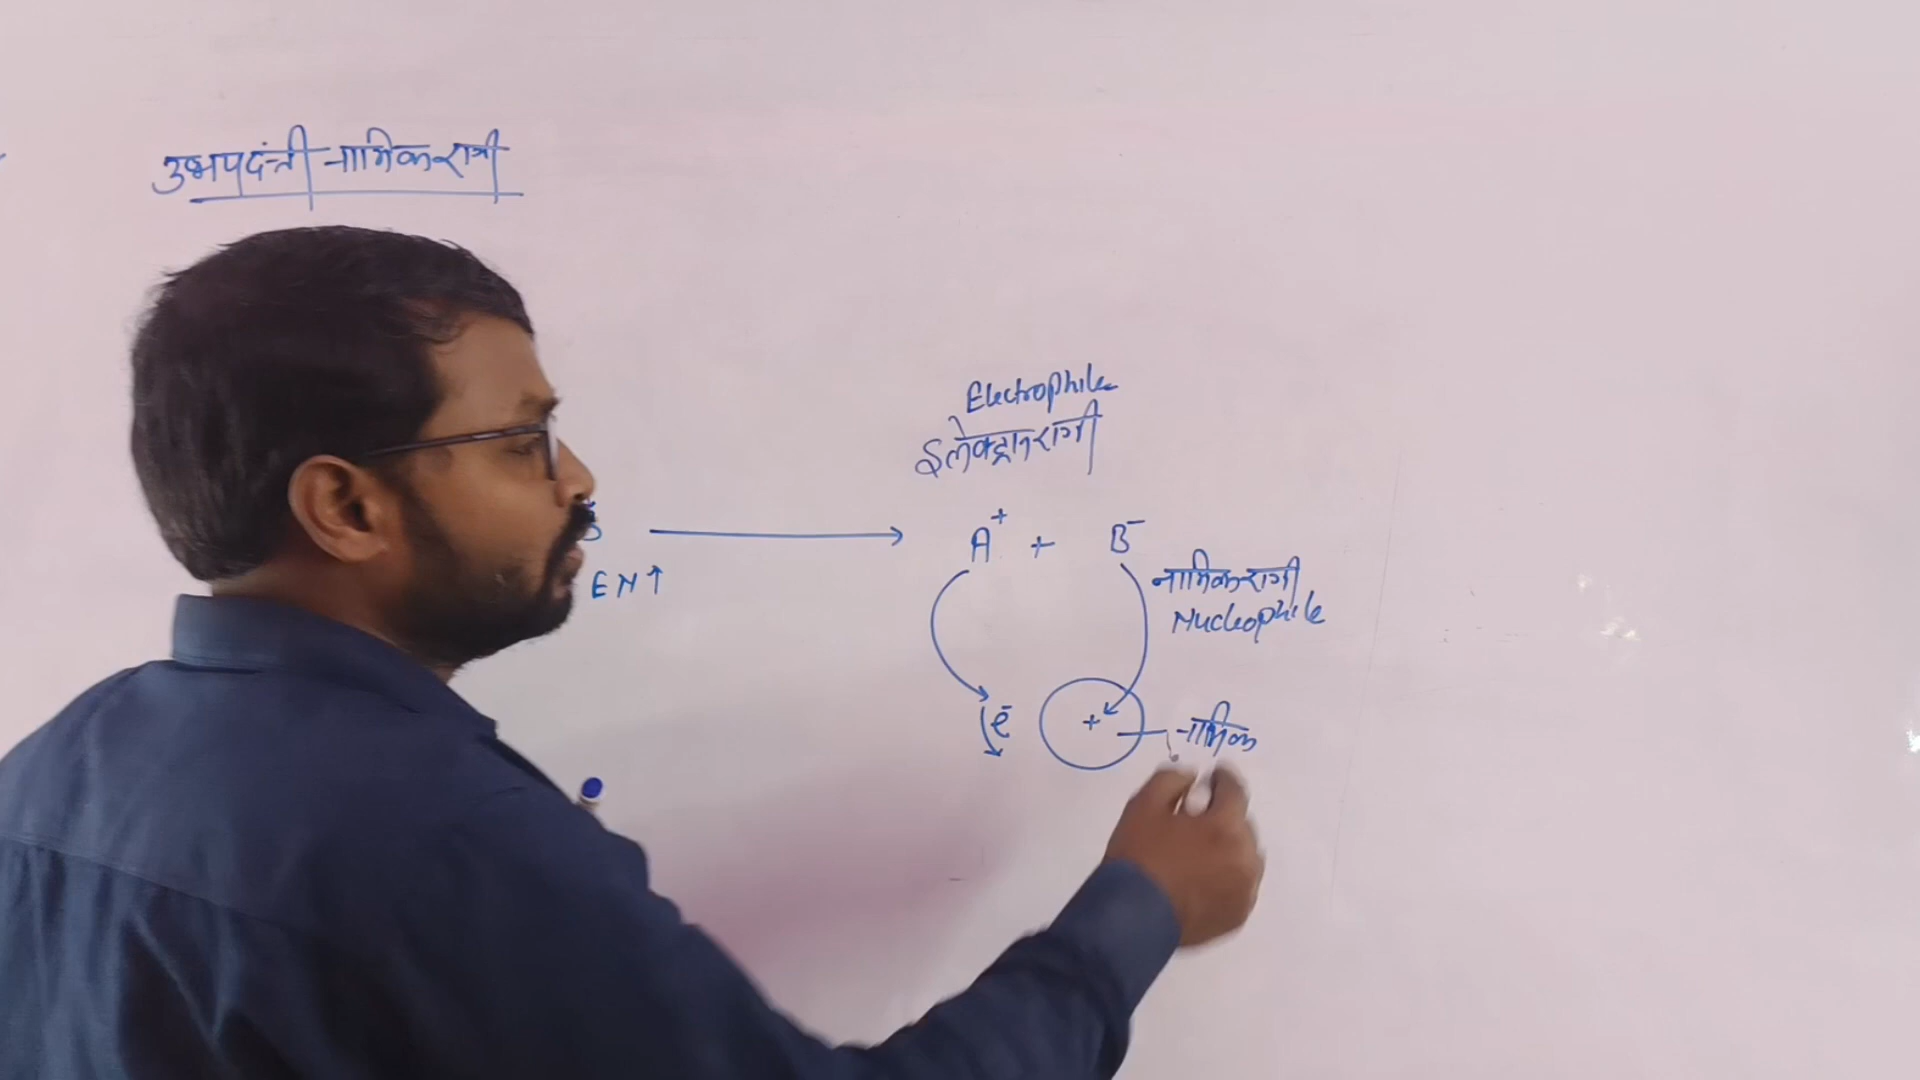 उभयदंती नाभिकरागी
Electrophile
इलेक्ट्रानरागी
A⁺ + B⁻
EN↑
नाभिकरागी
Nucleophile
e⁻
+
नाभिक